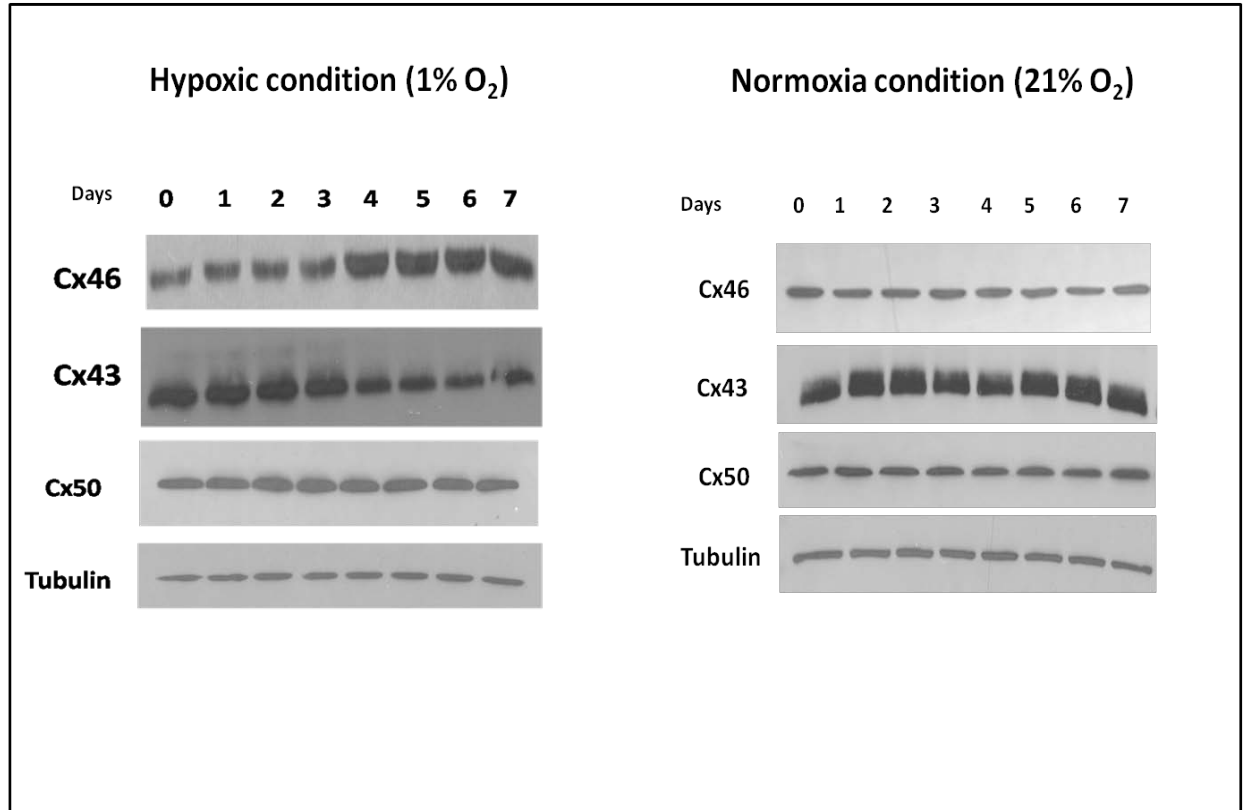 Hypoxic condition (1% O₂)
Days 0 1 2 3 4 5 6 7
Cx46
Cx43
Cx50
Tubulin
Normoxia condition (21% O₂)
Days 0 1 2 3 4 5 6 7
Cx46
Cx43
Cx50
Tubulin